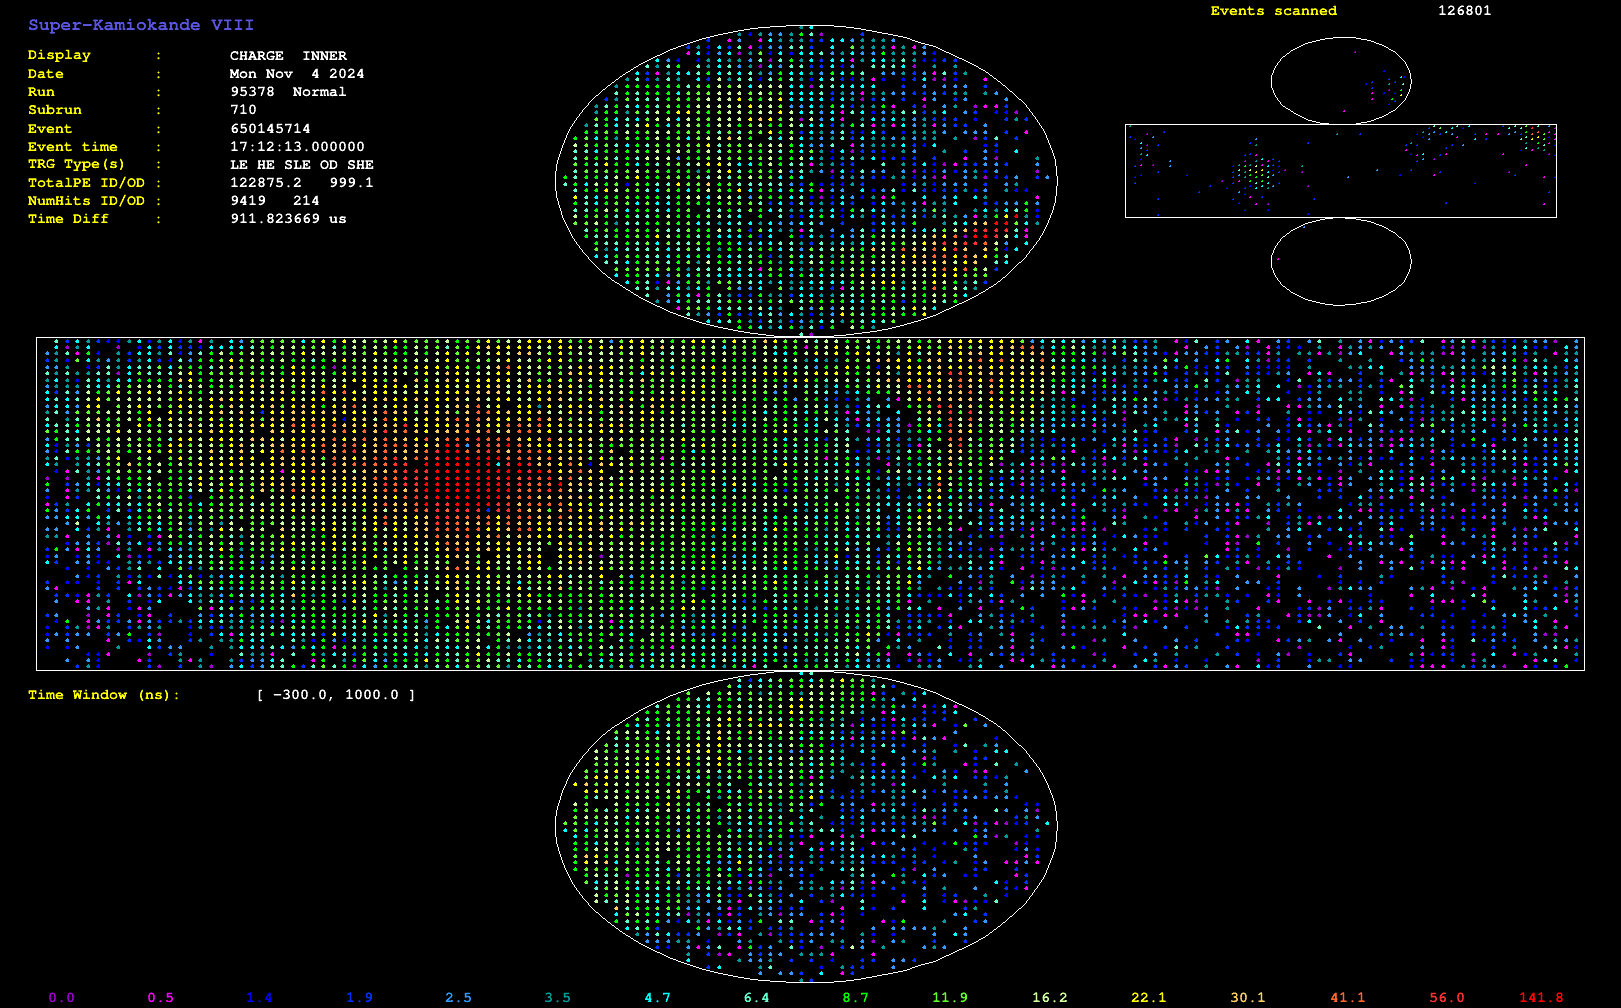 Super-Kamiokande VIII
Events scanned 126801
Display : CHARGE INNER
Date : Mon Nov 4 2024
Run : 95378 Normal
Subrun : 710
Event : 650145714
Event time : 17:12:13.000000
TRG Type(s) : LE HE SLE OD SHE
TotalPE ID/OD : 122875.2 999.1
NumHits ID/OD : 9419 214
Time Diff : 911.823669 us
Time Window (ns): [ -300.0, 1000.0 ]
0.0 0.5 1.4 1.9 2.5 3.5 4.7 6.4 8.7 11.9 16.2 22.1 30.1 41.1 56.0 141.8